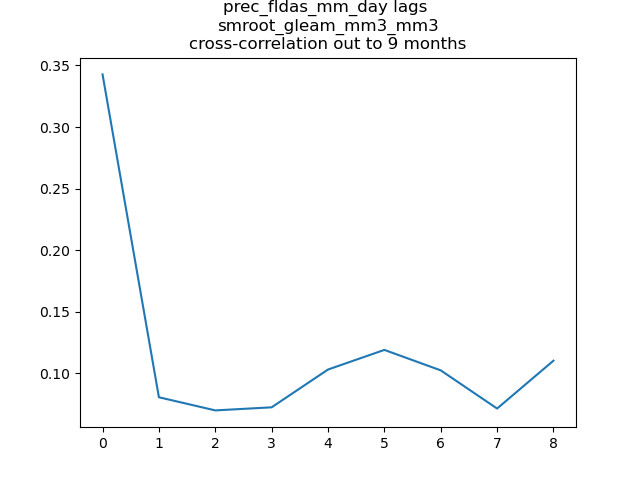 prec_fldas_mm_day lags
smroot_gleam_mm3_mm3
cross-correlation out to 9 months
0.35
0.30
0.25
0.20
0.15
0.10
0 1 2 3 4 5 6 7 8